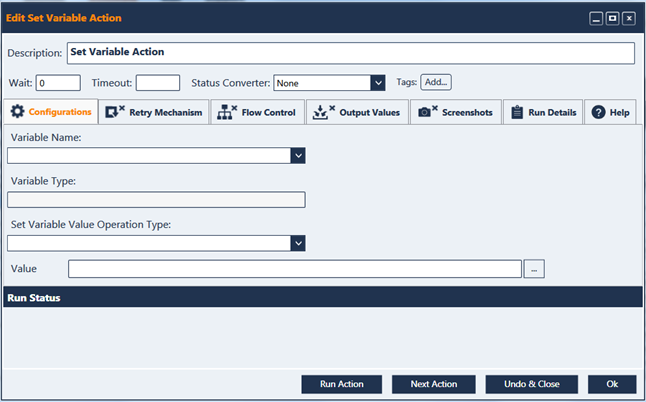 Edit Set Variable Action
Description: Set Variable Action
Wait: 0 Timeout: Status Converter: None Tags: Add...
Configurations Retry Mechanism Flow Control Output Values Screenshots Run Details Help
Variable Name:
Variable Type:
Set Variable Value Operation Type:
Value ...
Run Status
Run Action Next Action Undo & Close Ok